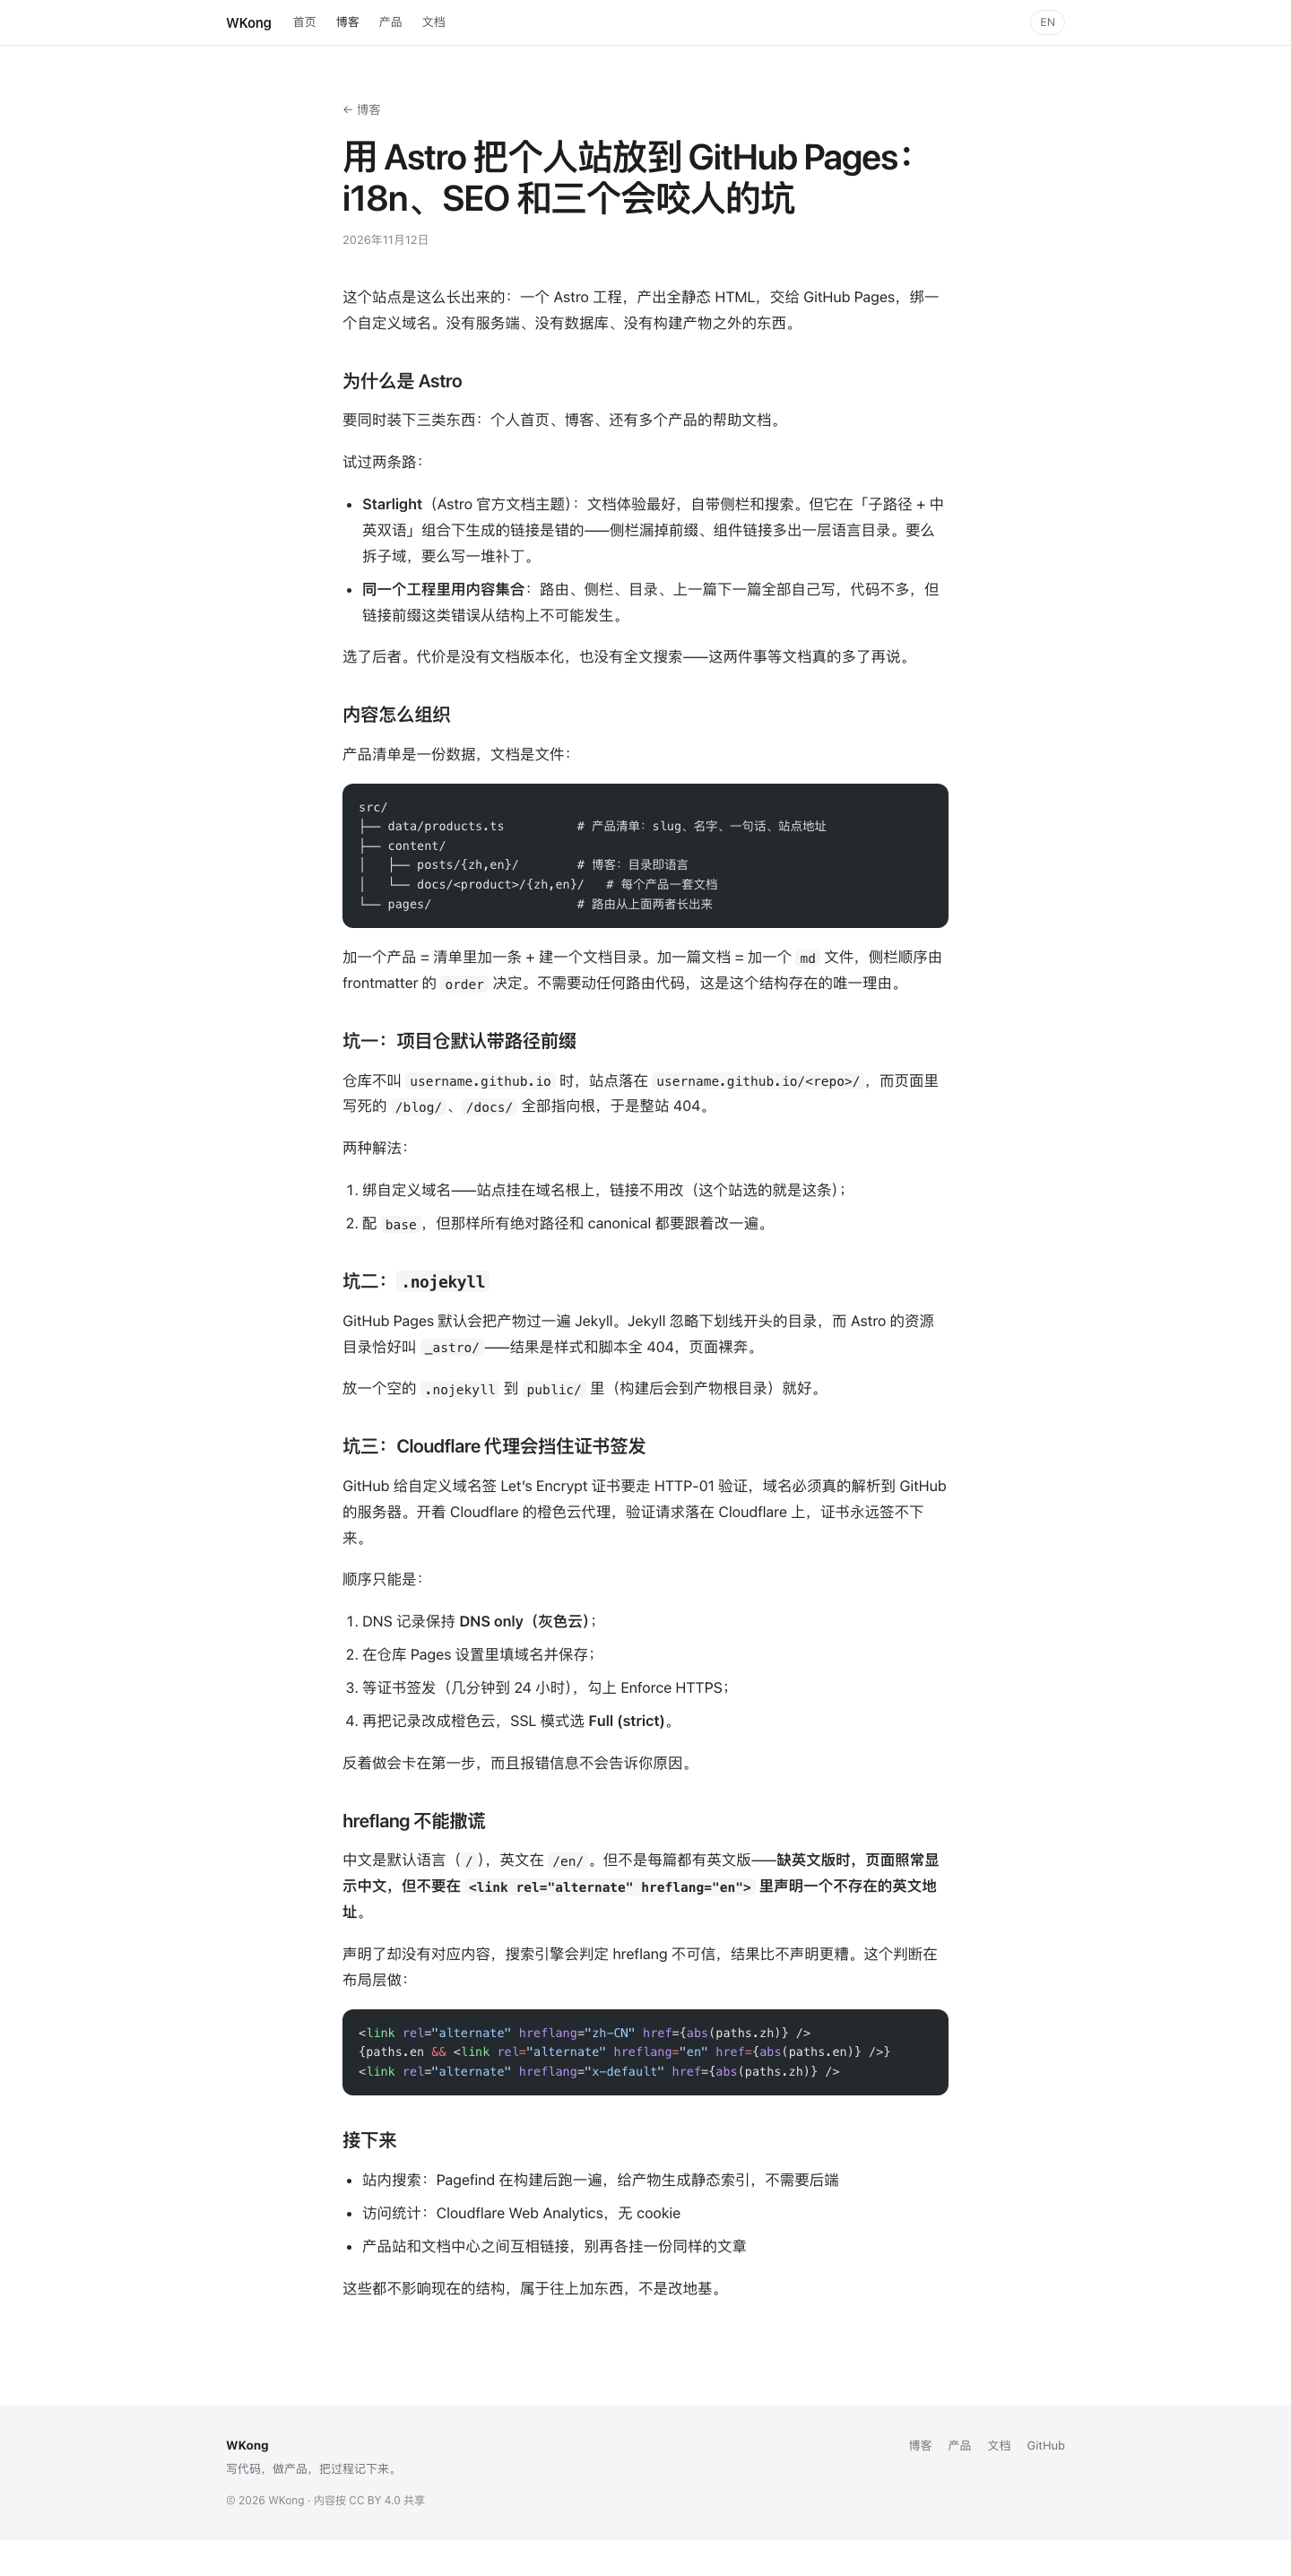 WKong 首页 博客 产品 文档 EN
← 博客
用 Astro 把个人站放到 GitHub Pages：
i18n、SEO 和三个会咬人的坑
2026年11月12日
这个站点是这么长出来的：一个 Astro 工程，产出全静态 HTML，交给 GitHub Pages，绑一
个自定义域名。没有服务端、没有数据库、没有构建产物之外的东西。
为什么是 Astro
要同时装下三类东西：个人首页、博客、还有多个产品的帮助文档。
试过两条路：
• Starlight（Astro 官方文档主题）：文档体验最好，自带侧栏和搜索。但它在「子路径 + 中
英双语」组合下生成的链接是错的——侧栏漏掉前缀、组件链接多出一层语言目录。要么
拆子域，要么写一堆补丁。
• 同一个工程里用内容集合：路由、侧栏、目录、上一篇下一篇全部自己写，代码不多，但
链接前缀这类错误从结构上不可能发生。
选了后者。代价是没有文档版本化，也没有全文搜索——这两件事等文档真的多了再说。
内容怎么组织
产品清单是一份数据，文档是文件：
src/
├── data/products.ts          # 产品清单：slug、名字、一句话、站点地址
├── content/
│   ├── posts/{zh,en}/        # 博客：目录即语言
│   └── docs/<product>/{zh,en}/   # 每个产品一套文档
└── pages/                    # 路由从上面两者长出来
加一个产品 = 清单里加一条 + 建一个文档目录。加一篇文档 = 加一个 md 文件，侧栏顺序由
frontmatter 的 order 决定。不需要动任何路由代码，这是这个结构存在的唯一理由。
坑一：项目仓默认带路径前缀
仓库不叫 username.github.io 时，站点落在 username.github.io/<repo>/，而页面里
写死的 /blog/、/docs/ 全部指向根，于是整站 404。
两种解法：
1. 绑自定义域名——站点挂在域名根上，链接不用改（这个站选的就是这条）；
2. 配 base，但那样所有绝对路径和 canonical 都要跟着改一遍。
坑二：.nojekyll
GitHub Pages 默认会把产物过一遍 Jekyll。Jekyll 忽略下划线开头的目录，而 Astro 的资源
目录恰好叫 _astro/——结果是样式和脚本全 404，页面裸奔。
放一个空的 .nojekyll 到 public/ 里（构建后会到产物根目录）就好。
坑三：Cloudflare 代理会挡住证书签发
GitHub 给自定义域名签 Let’s Encrypt 证书要走 HTTP-01 验证，域名必须真的解析到 GitHub
的服务器。开着 Cloudflare 的橙色云代理，验证请求落在 Cloudflare 上，证书永远签不下
来。
顺序只能是：
1. DNS 记录保持 DNS only（灰色云）；
2. 在仓库 Pages 设置里填域名并保存；
3. 等证书签发（几分钟到 24 小时），勾上 Enforce HTTPS；
4. 再把记录改成橙色云，SSL 模式选 Full (strict)。
反着做会卡在第一步，而且报错信息不会告诉你原因。
hreflang 不能撒谎
中文是默认语言（/），英文在 /en/。但不是每篇都有英文版——缺英文版时，页面照常显
示中文，但不要在 <link rel="alternate" hreflang="en"> 里声明一个不存在的英文地
址。
声明了却没有对应内容，搜索引擎会判定 hreflang 不可信，结果比不声明更糟。这个判断在
布局层做：
<link rel="alternate" hreflang="zh-CN" href={abs(paths.zh)} />
{paths.en && <link rel="alternate" hreflang="en" href={abs(paths.en)} />}
<link rel="alternate" hreflang="x-default" href={abs(paths.zh)} />
接下来
• 站内搜索：Pagefind 在构建后跑一遍，给产物生成静态索引，不需要后端
• 访问统计：Cloudflare Web Analytics，无 cookie
• 产品站和文档中心之间互相链接，别再各挂一份同样的文章
这些都不影响现在的结构，属于往上加东西，不是改地基。
WKong 博客 产品 文档 GitHub
写代码，做产品，把过程记下来。
© 2026 WKong · 内容按 CC BY 4.0 共享